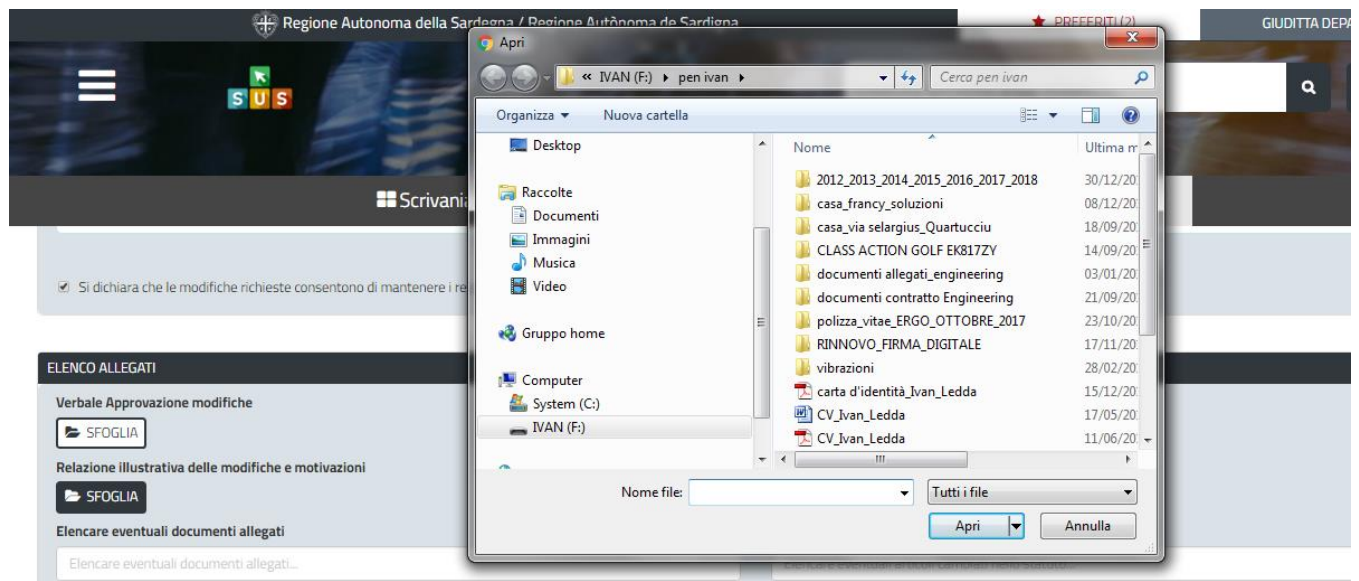 Regione Autonoma della Sardegna / Regione Autònoma de Sardigna
PREFERITI (2)
GIUDITTA DEPA
SUS
Scrivania
Si dichiara che le modifiche richieste consentono di mantenere i re
ELENCO ALLEGATI
Verbale Approvazione modifiche
SFOGLIA
Relazione illustrativa delle modifiche e motivazioni
SFOGLIA
Elencare eventuali documenti allegati
Elencare eventuali documenti allegati...
Elencare eventuali articoli cambiati nello Statuto...
Apri
« IVAN (F:) pen ivan
Cerca pen ivan
Organizza Nuova cartella
Desktop
Raccolte
Documenti
Immagini
Musica
Video
Gruppo home
Computer
System (C:)
IVAN (F:)
Nome Ultima m
2012_2013_2014_2015_2016_2017_2018 30/12/20
casa_francy_soluzioni 08/12/20
casa_via selargius_Quartucciu 18/09/20
CLASS ACTION GOLF EK817ZY 14/09/20
documenti allegati_engineering 03/01/20
documenti contratto Engineering 21/09/20
polizza_vitae_ERGO_OTTOBRE_2017 23/10/20
RINNOVO_FIRMA_DIGITALE 17/11/20
vibrazioni 28/02/20
carta d'identità_Ivan_Ledda 15/12/20
CV_Ivan_Ledda 17/05/20
CV_Ivan_Ledda 11/06/20
Nome file: Tutti i file
Apri Annulla